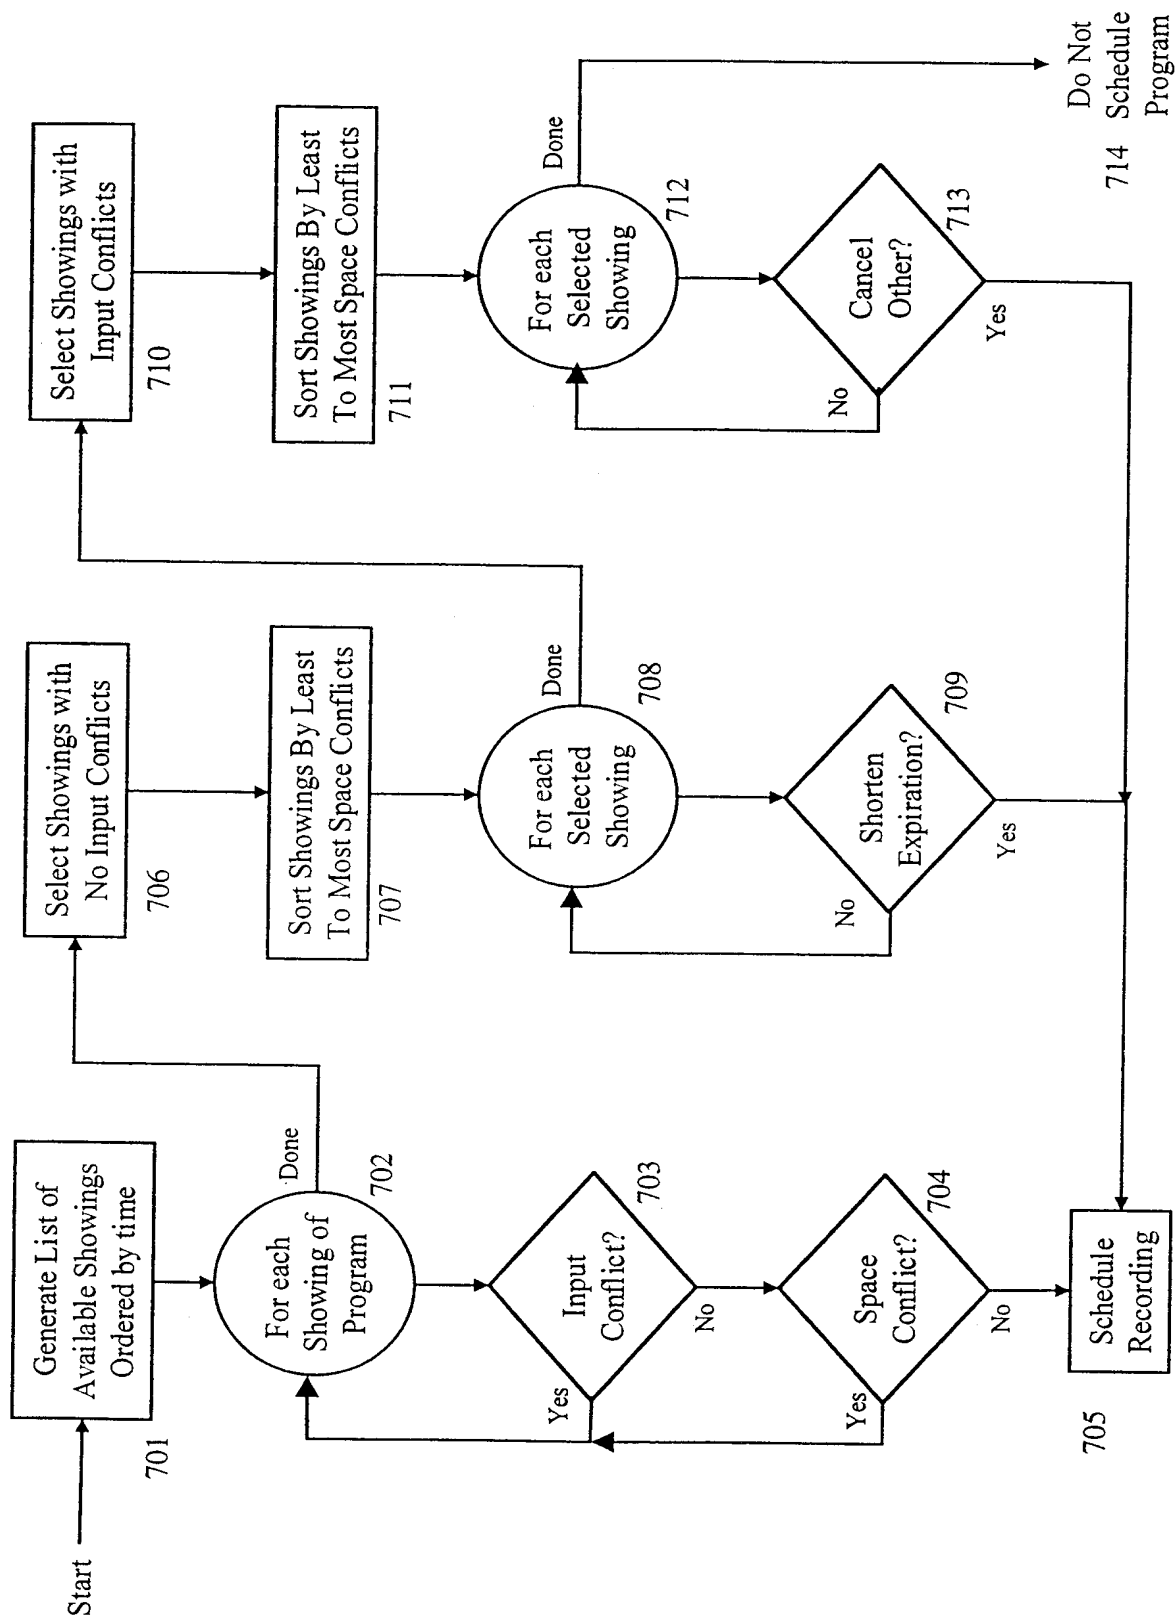 Start
Generate List of
Available Showings
Ordered by time
701
For each
Showing of
Program
702
Done
Input
Conflict?
703
Yes
No
Space
Conflict?
704
Yes
No
Schedule
Recording
705
Select Showings with
No Input Conflicts
706
Sort Showings By Least
To Most Space Conflicts
707
For each
Selected
Showing
708
Done
Shorten
Expiration?
709
No
Yes
Select Showings with
Input Conflicts
710
Sort Showings By Least
To Most Space Conflicts
711
For each
Selected
Showing
712
Done
Cancel
Other?
713
No
Yes
Do Not
714 Schedule
Program